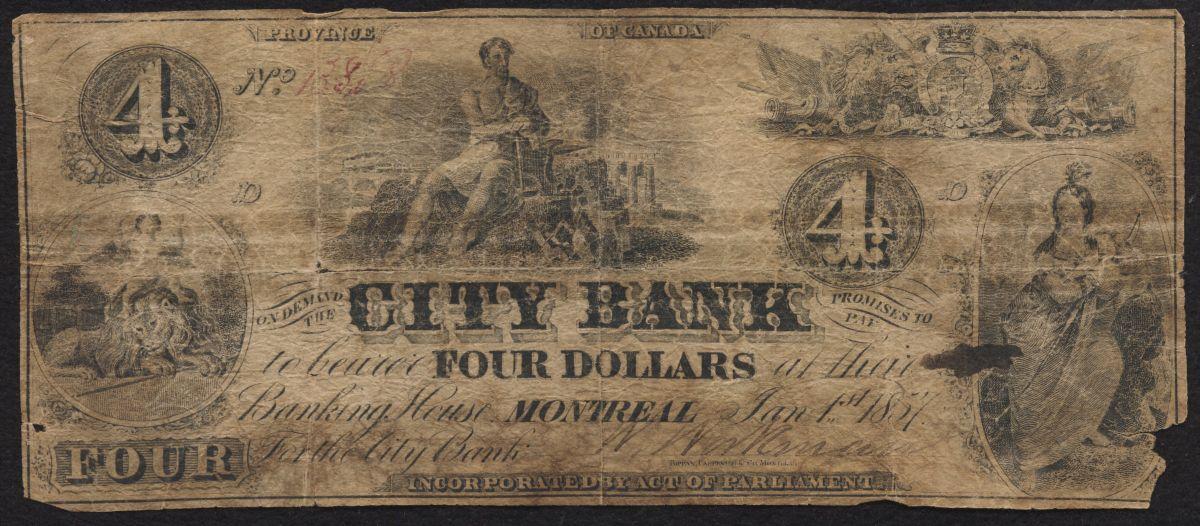 PROVINCE OF CANADA
4
No
D
4
D
ON DEMAND THE CITY BANK PROMISES TO PAY
to bearer FOUR DOLLARS at their
Banking House MONTREAL Jan 1st 1857.
For the City Bank
FOUR
INCORPORATED BY ACT OF PARLIAMENT